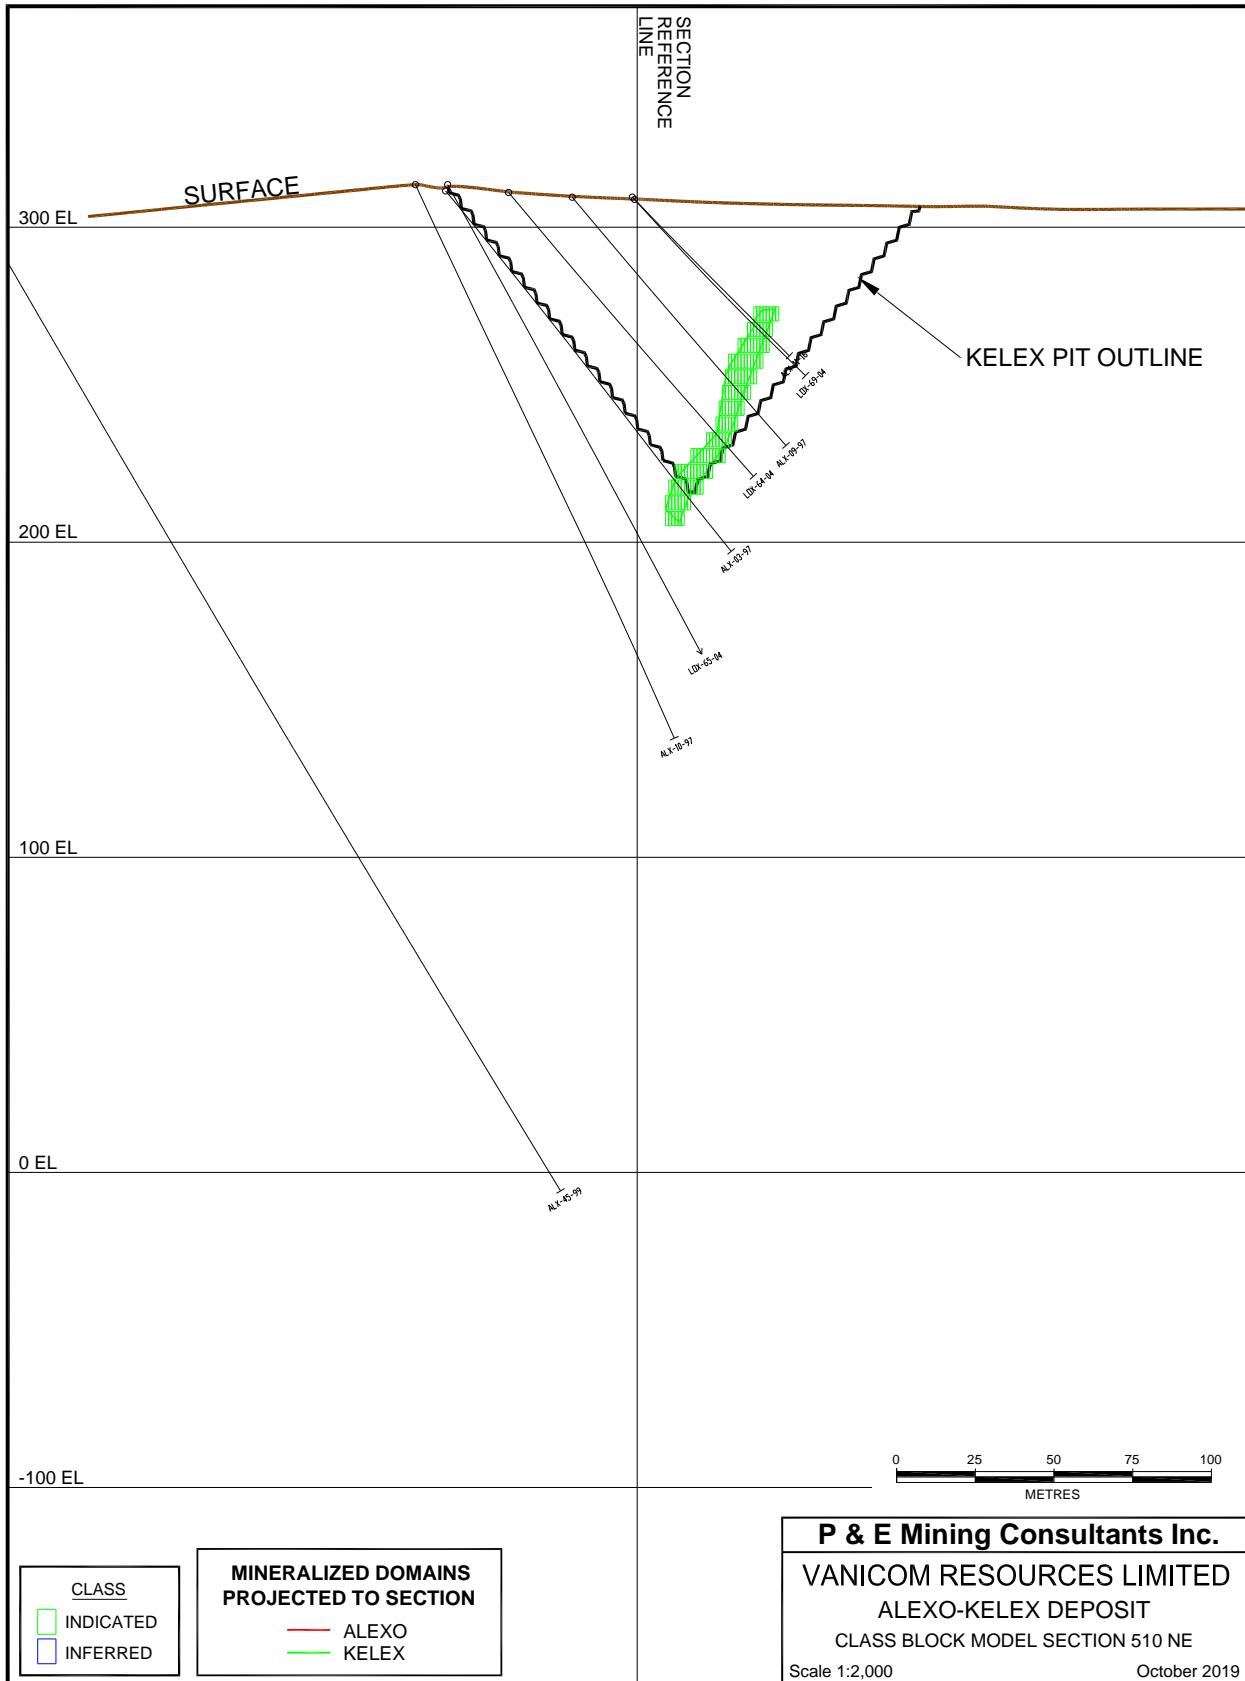 SECTION
REFERENCE
LINE
SURFACE
300 EL
KELEX PIT OUTLINE
LOX-69-04
ALX-09-97
LOX-64-04
200 EL
ALX-03-97
LOX-65-04
ALX-10-97
100 EL
0 EL
ALX-45-99
-100 EL
0 25 50 75 100
METRES
P & E Mining Consultants Inc.
VANICOM RESOURCES LIMITED
ALEXO-KELEX DEPOSIT
CLASS BLOCK MODEL SECTION 510 NE
Scale 1:2,000 October 2019
CLASS
INDICATED
INFERRED
MINERALIZED DOMAINS
PROJECTED TO SECTION
ALEXO
KELEX